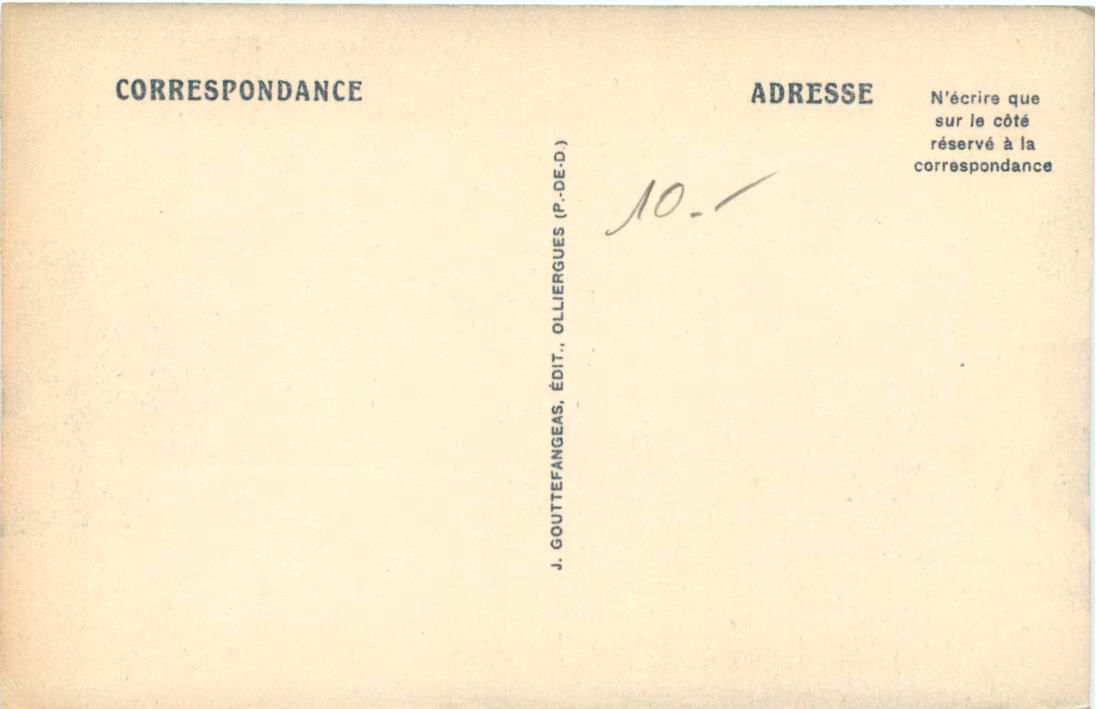 CORRESPONDANCE
ADRESSE
N'écrire que
sur le côté
réservé à la
correspondance
J. GOUTTEFANGEAS, ÉDIT., OLLIERGUES (P.-DE-D.)
10.-